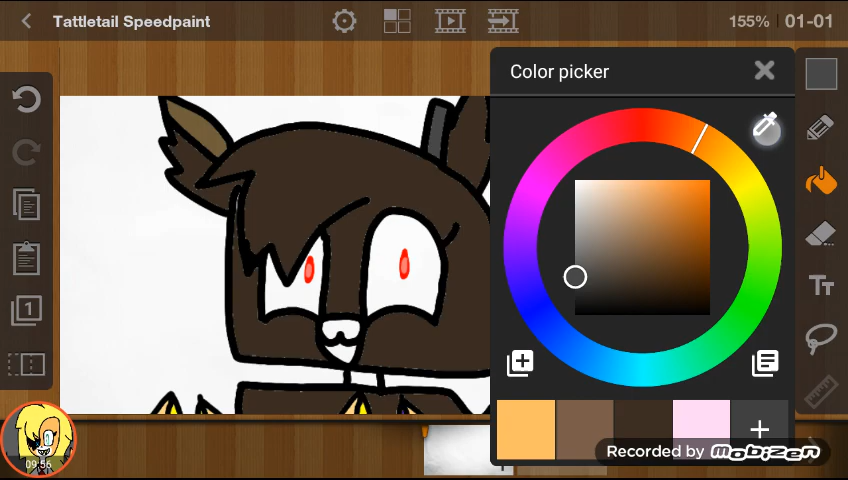 Tattletail Speedpaint
155% 01-01
Color picker
1
Tт
09:56
Recorded by MOBIZEN